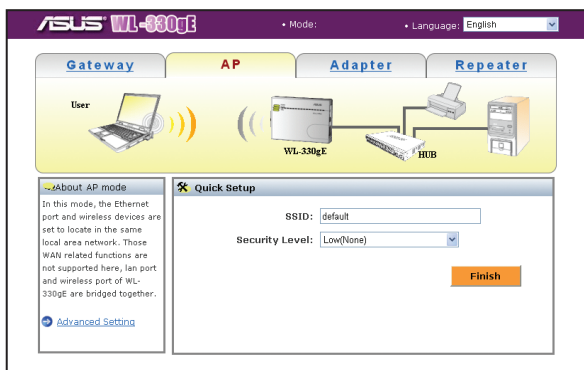 ASUS WL-330gE
• Mode:
• Language: English
Gateway
AP
Adapter
Repeater
User
WL-330gE
HUB
About AP mode
In this mode, the Ethernet
port and wireless devices are
set to locate in the same
local area network. Those
WAN related functions are
not supported here, lan port
and wireless port of WL-
330gE are bridged together.
Advanced Setting
Quick Setup
SSID: default
Security Level: Low(None)
Finish